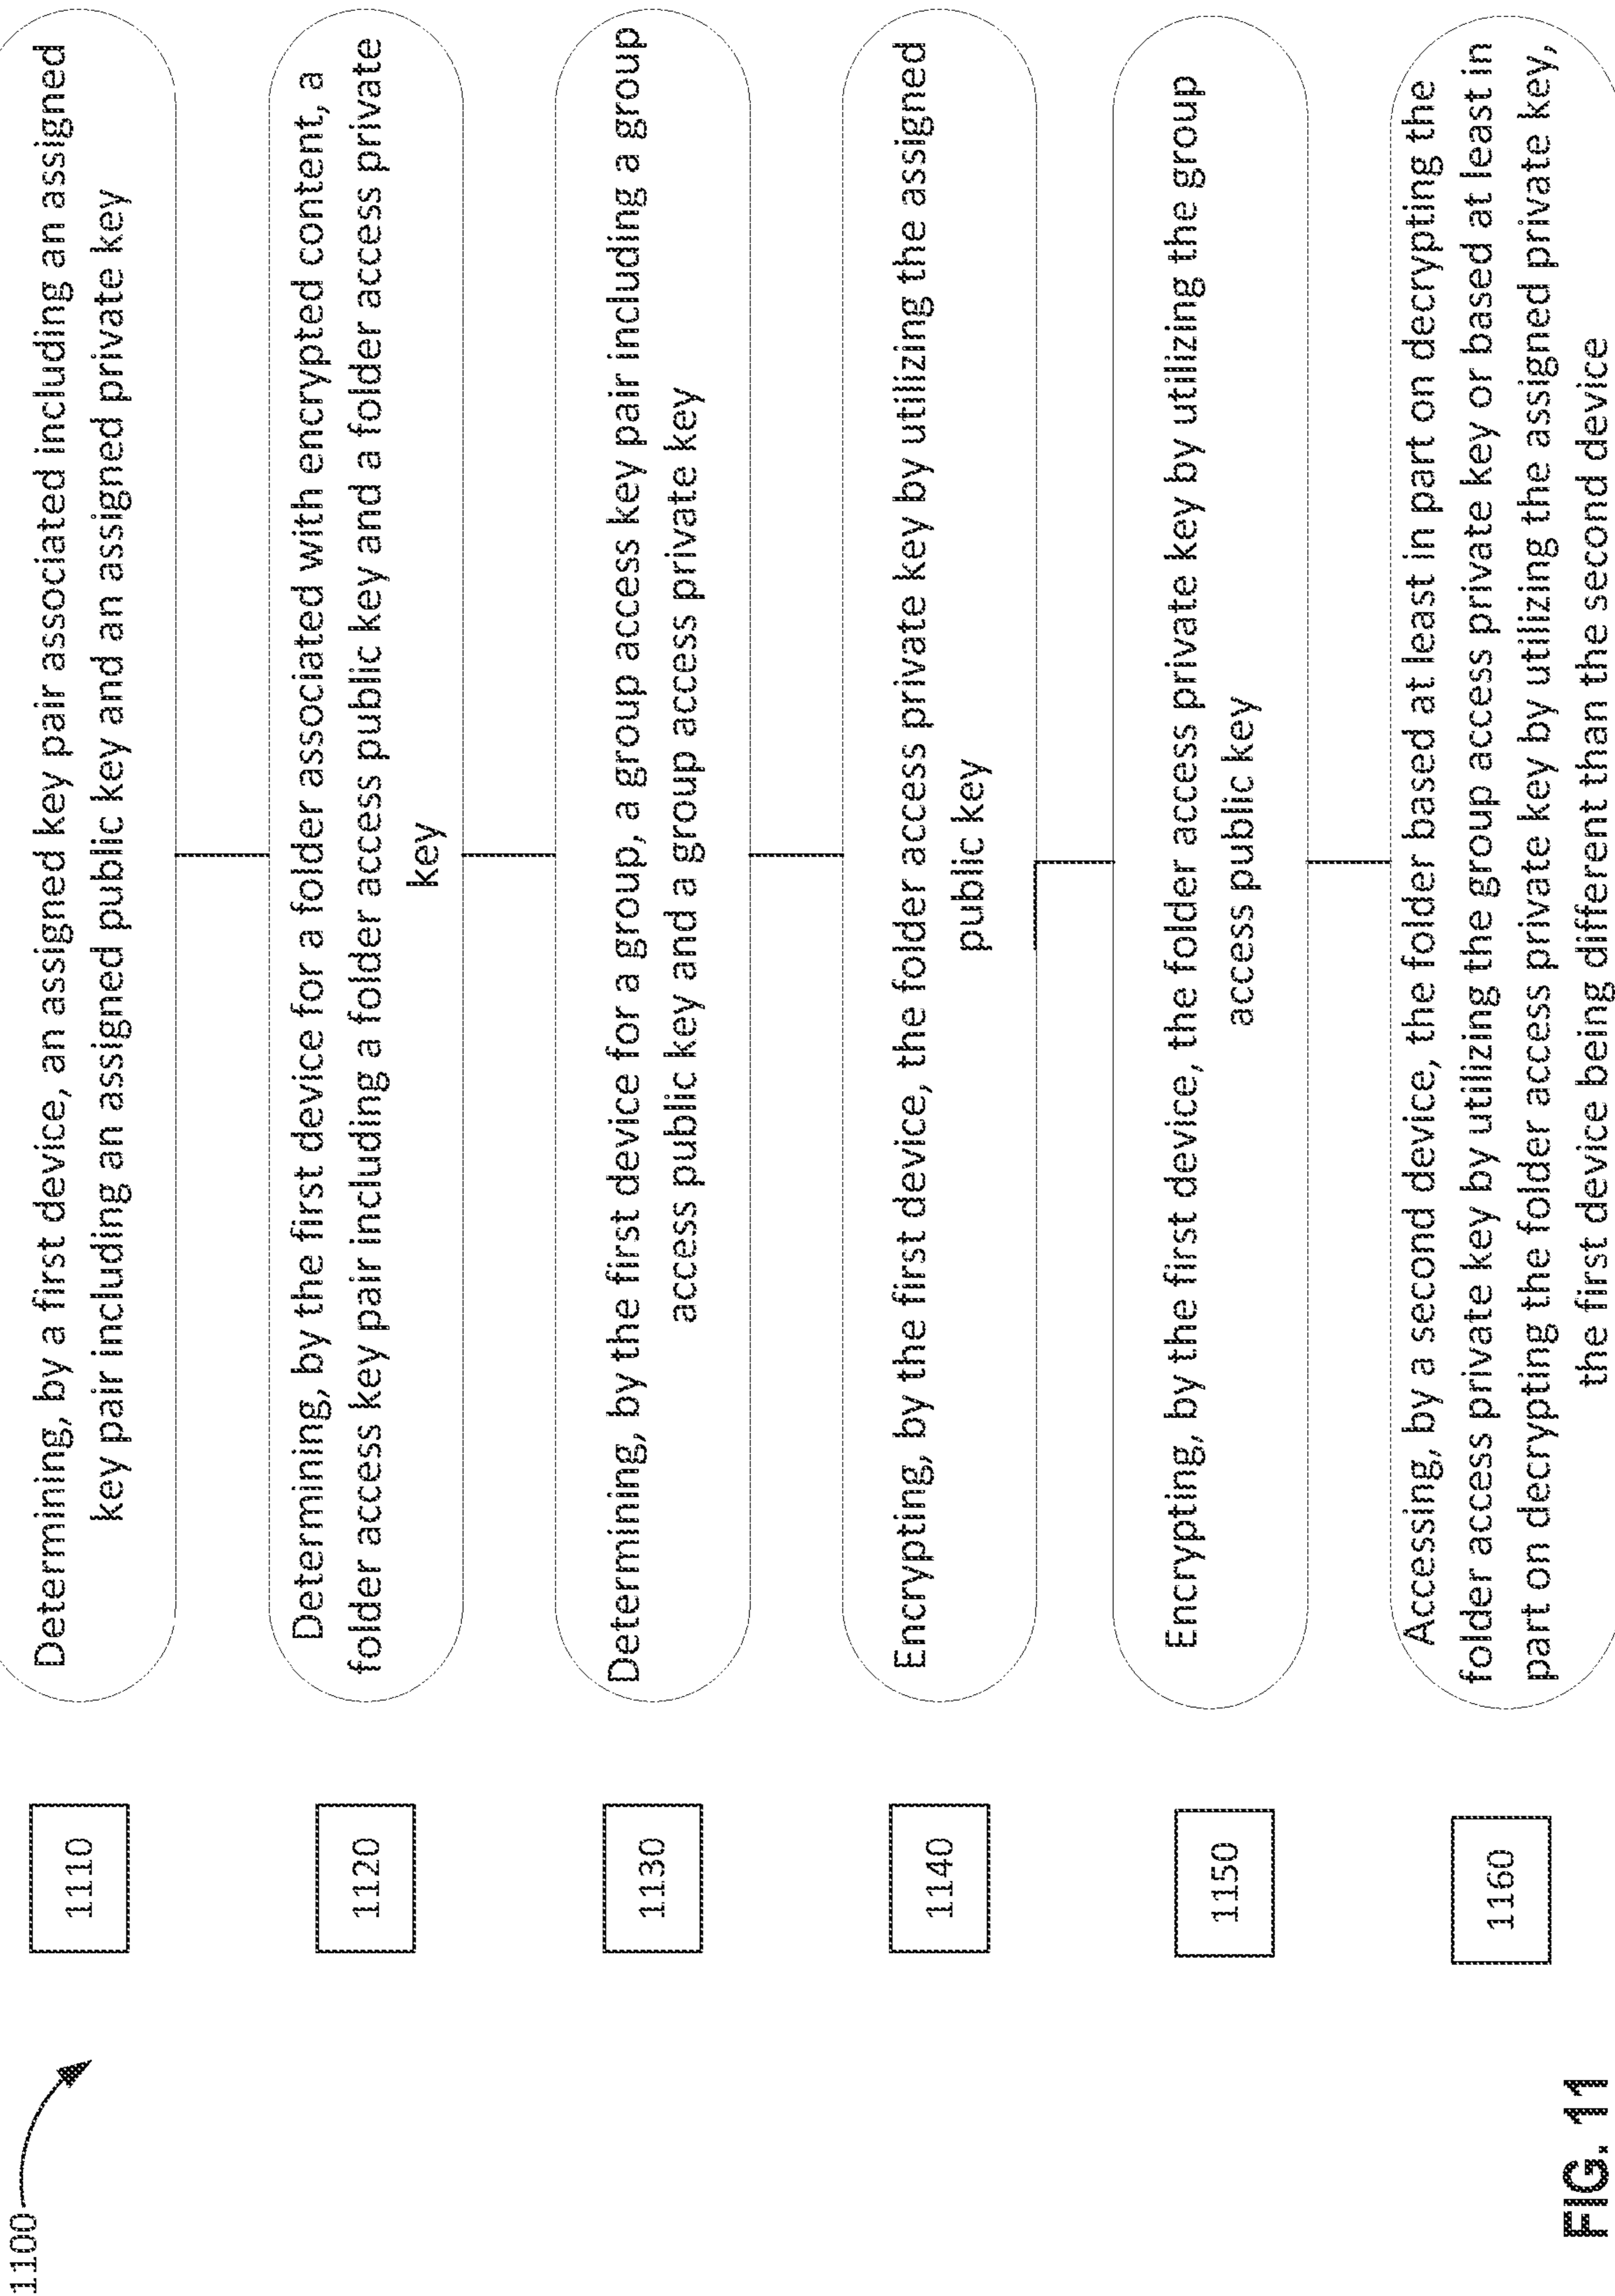 1100
1110
Determining, by a first device, an assigned key pair associated including an assigned
key pair including an assigned public key and an assigned private key
1120
Determining, by the first device for a folder associated with encrypted content, a
folder access key pair including a folder access public key and a folder access private
key
1130
Determining, by the first device for a group, a group access key pair including a group
access public key and a group access private key
1140
Encrypting, by the first device, the folder access private key by utilizing the assigned
public key
1150
Encrypting, by the first device, the folder access private key by utilizing the group
access public key
1160
Accessing, by a second device, the folder based at least in part on decrypting the
folder access private key by utilizing the group access private key or based at least in
part on decrypting the folder access private key by utilizing the assigned private key,
the first device being different than the second device
FIG. 11